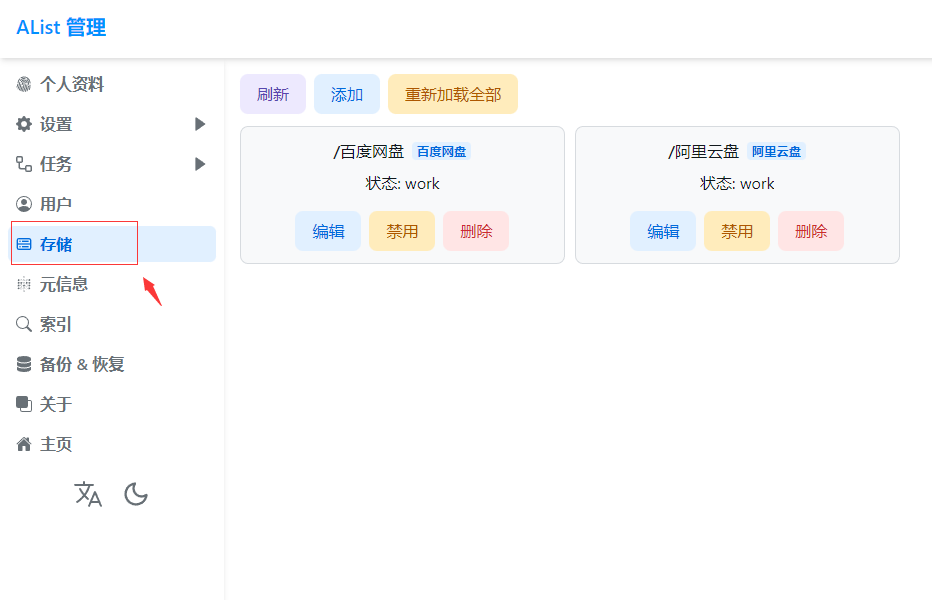 AList 管理
个人资料
设置
任务
用户
存储
元信息
索引
备份 & 恢复
关于
主页
刷新 添加 重新加载全部
/百度网盘 百度网盘
状态: work
编辑 禁用 删除
/阿里云盘 阿里云盘
状态: work
编辑 禁用 删除